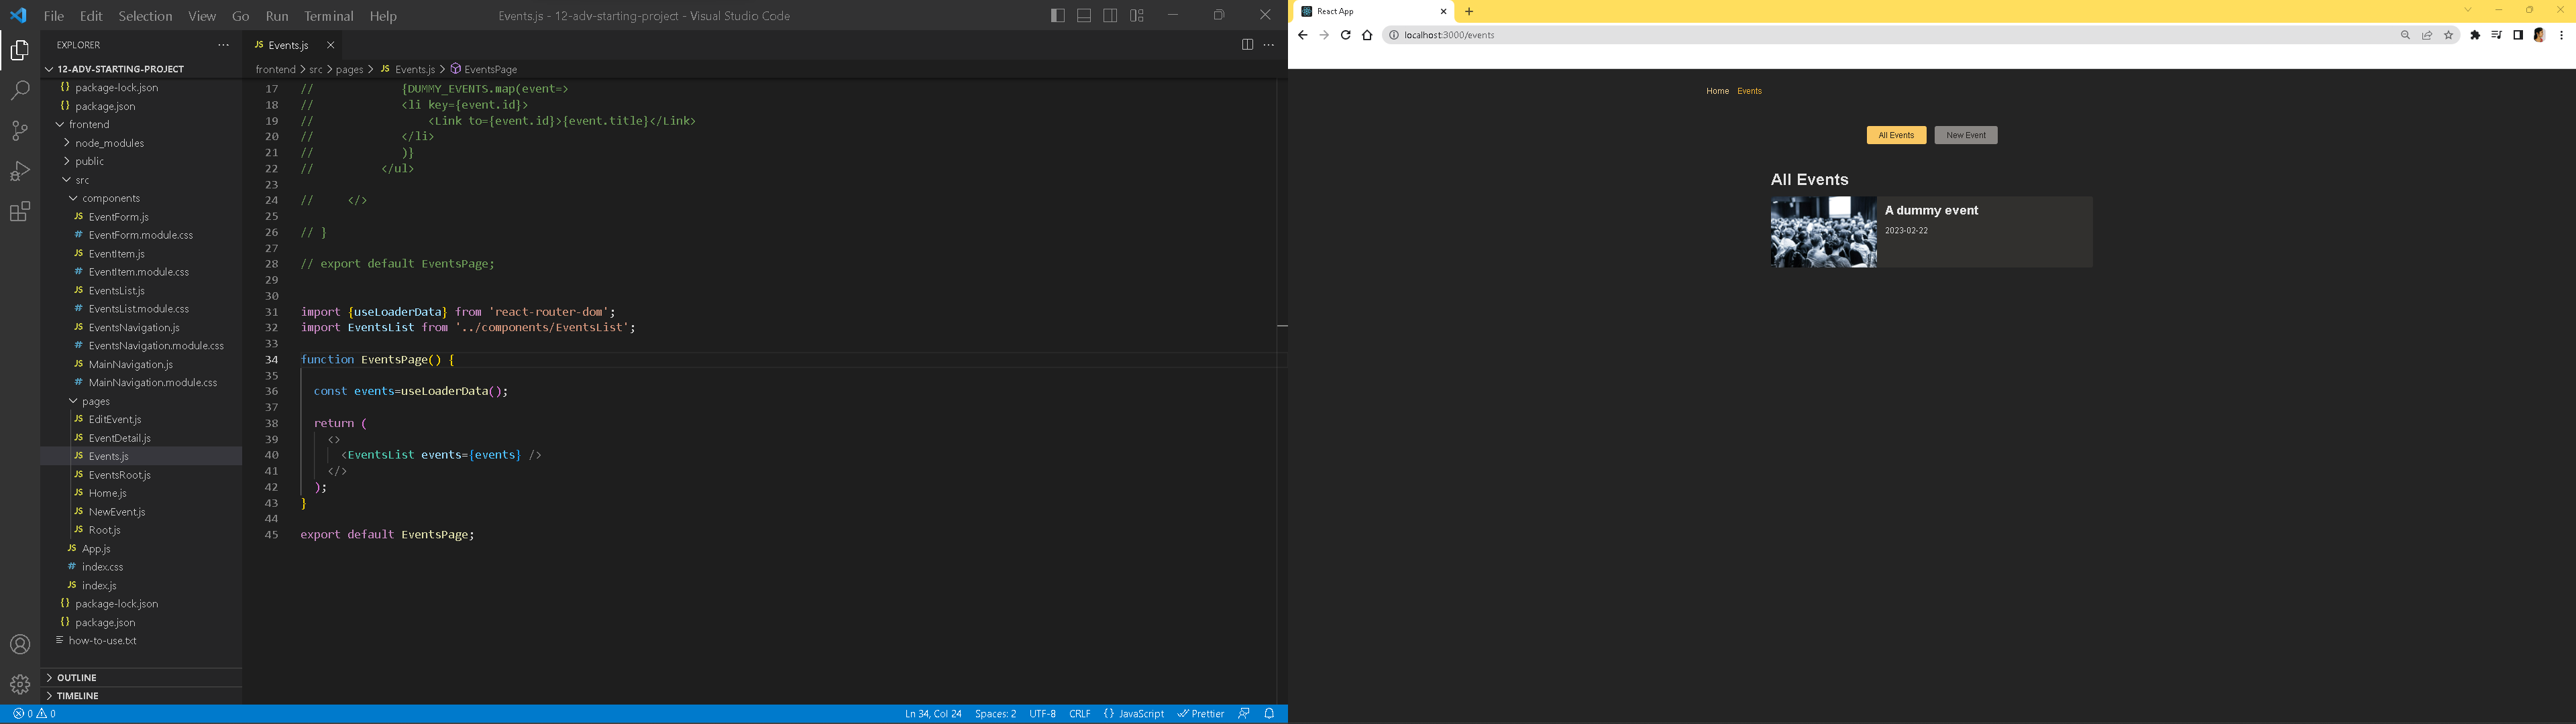 File Edit Selection View Go Run Terminal Help
Events.js - 12-adv-starting-project - Visual Studio Code
EXPLORER
12-ADV-STARTING-PROJECT
{} package-lock.json
{} package.json
frontend
node_modules
public
src
components
JS EventForm.js
# EventForm.module.css
JS EventItem.js
# EventItem.module.css
JS EventsList.js
# EventsList.module.css
JS EventsNavigation.js
# EventsNavigation.module.css
JS MainNavigation.js
# MainNavigation.module.css
pages
JS EditEvent.js
JS EventDetail.js
JS Events.js
JS EventsRoot.js
JS Home.js
JS NewEvent.js
JS Root.js
JS App.js
# index.css
JS index.js
{} package-lock.json
{} package.json
how-to-use.txt
OUTLINE
TIMELINE
JS Events.js
frontend > src > pages > JS Events.js > EventsPage
17 // {DUMMY_EVENTS.map(event=>
18 // <li key={event.id}>
19 // <Link to={event.id}>{event.title}</Link>
20 // </li>
21 // )}
22 // </ul>
23
24 // </>
25
26 // }
27
28 // export default EventsPage;
29
30
31 import {useLoaderData} from 'react-router-dom';
32 import EventsList from '../components/EventsList';
33
34 function EventsPage() {
35
36 const events=useLoaderData();
37
38 return (
39 <>
40 <EventsList events={events} />
41 </>
42 );
43 }
44
45 export default EventsPage;
0 0
Ln 34, Col 24 Spaces: 2 UTF-8 CRLF {} JavaScript Prettier
React App
localhost:3000/events
Home Events
All Events New Event
All Events
A dummy event
2023-02-22